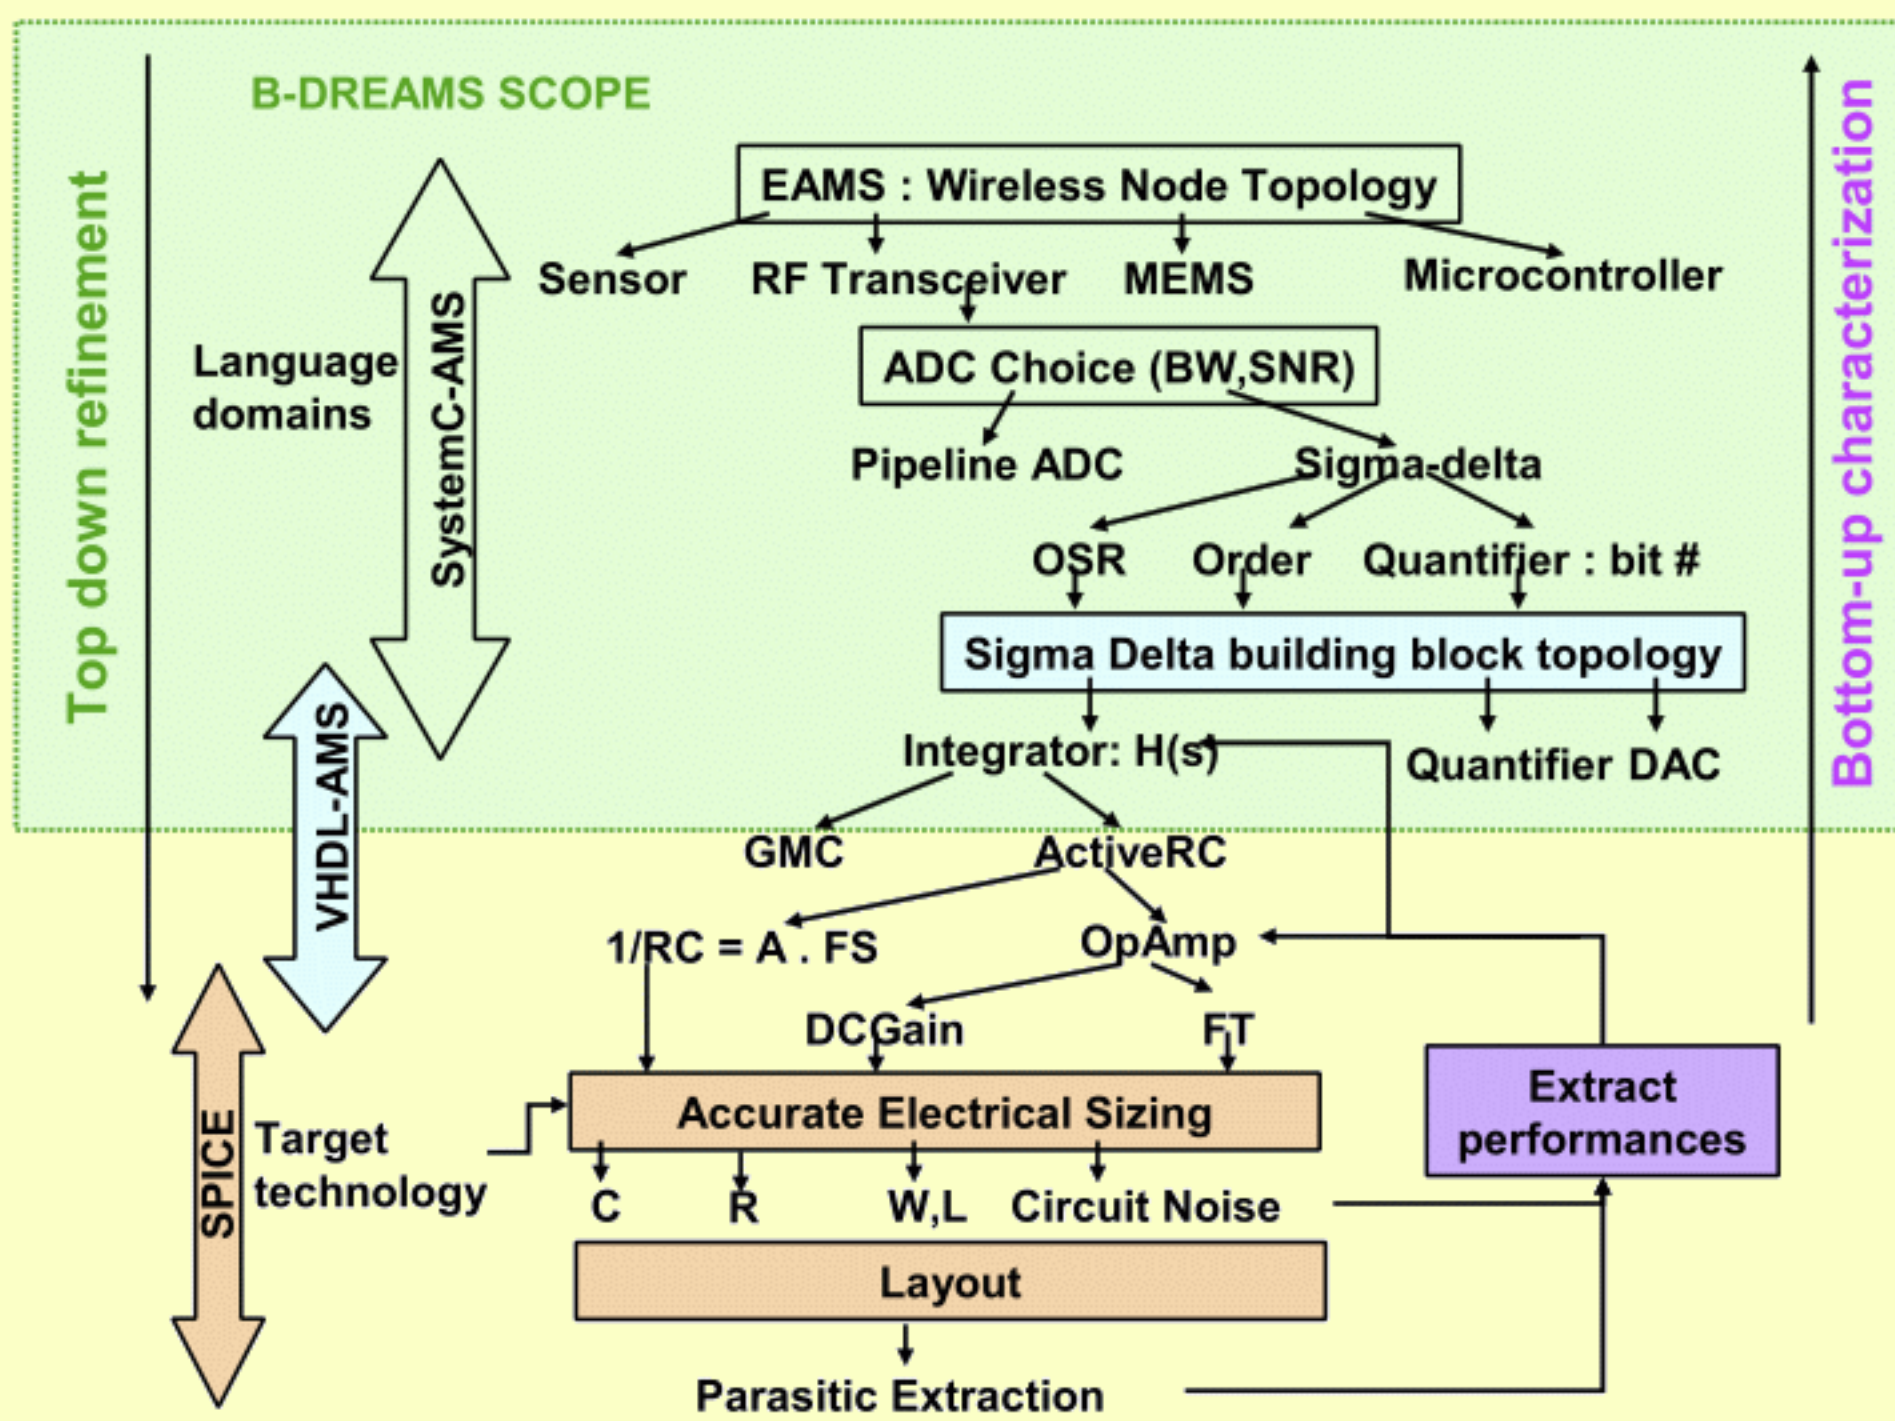 B-DREAMS SCOPE
Top down refinement
Bottom-up characterization
EAMS : Wireless Node Topology
Sensor
RF Transceiver
MEMS
Microcontroller
Language
domains
SystemC-AMS
ADC Choice (BW,SNR)
Pipeline ADC
Sigma-delta
OSR
Order
Quantifier : bit #
Sigma Delta building block topology
VHDL-AMS
Integrator: H(s)
Quantifier DAC
GMC
ActiveRC
1/RC = A . FS
OpAmp
DCGain
FT
SPICE
Target
technology
Accurate Electrical Sizing
Extract
performances
C
R
W,L
Circuit Noise
Layout
Parasitic Extraction